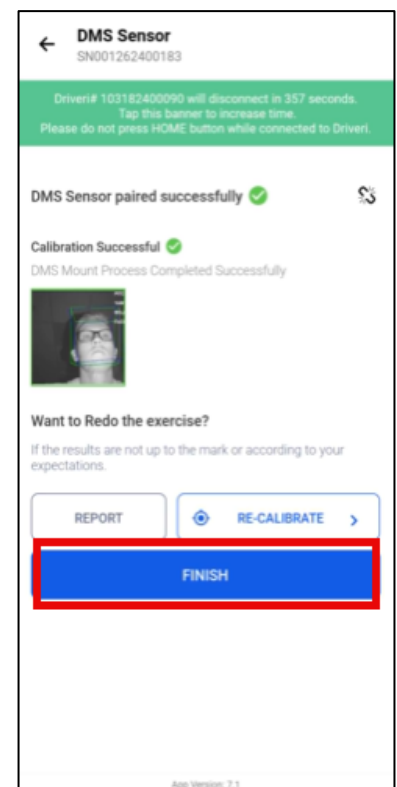 DMS Sensor
SN001262400183
Driveri# 103182400090 will disconnect in 357 seconds.
Tap this banner to increase time.
Please do not press HOME button while connected to Driveri.
DMS Sensor paired successfully
Calibration Successful
DMS Mount Process Completed Successfully
Want to Redo the exercise?
If the results are not up to the mark or according to your
expectations.
REPORT
RE-CALIBRATE
FINISH
App Version: 7.1